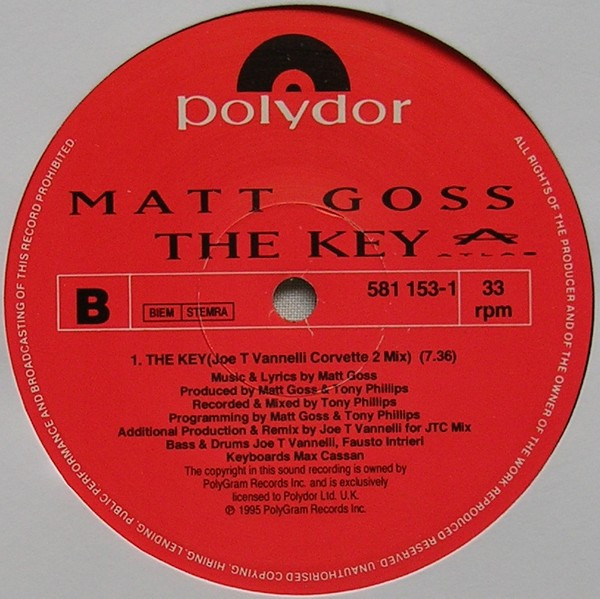 polydor
MATT GOSS
THE KEY
ATLAS
B
BIEM STEMRA
581 153-1
33
rpm
1. THE KEY(Joe T Vannelli Corvette 2 Mix) (7.36)
Music & Lyrics by Matt Goss
Produced by Matt Goss & Tony Phillips
Recorded & Mixed by Tony Phillips
Programming by Matt Goss & Tony Phillips
Additional Production & Remix by Joe T Vannelli for JTC Mix
Bass & Drums Joe T Vannelli, Fausto Intrieri
Keyboards Max Cassan
The copyright in this sound recording is owned by
PolyGram Records Inc. and is exclusively
licensed to Polydor Ltd. U.K.
℗ 1995 PolyGram Records Inc.
ALL RIGHTS OF THE PRODUCER AND OF THE OWNER OF THE WORK REPRODUCED RESERVED. UNAUTHORISED COPYING, HIRING, LENDING, PUBLIC PERFORMANCE AND BROADCASTING OF THIS RECORD PROHIBITED.